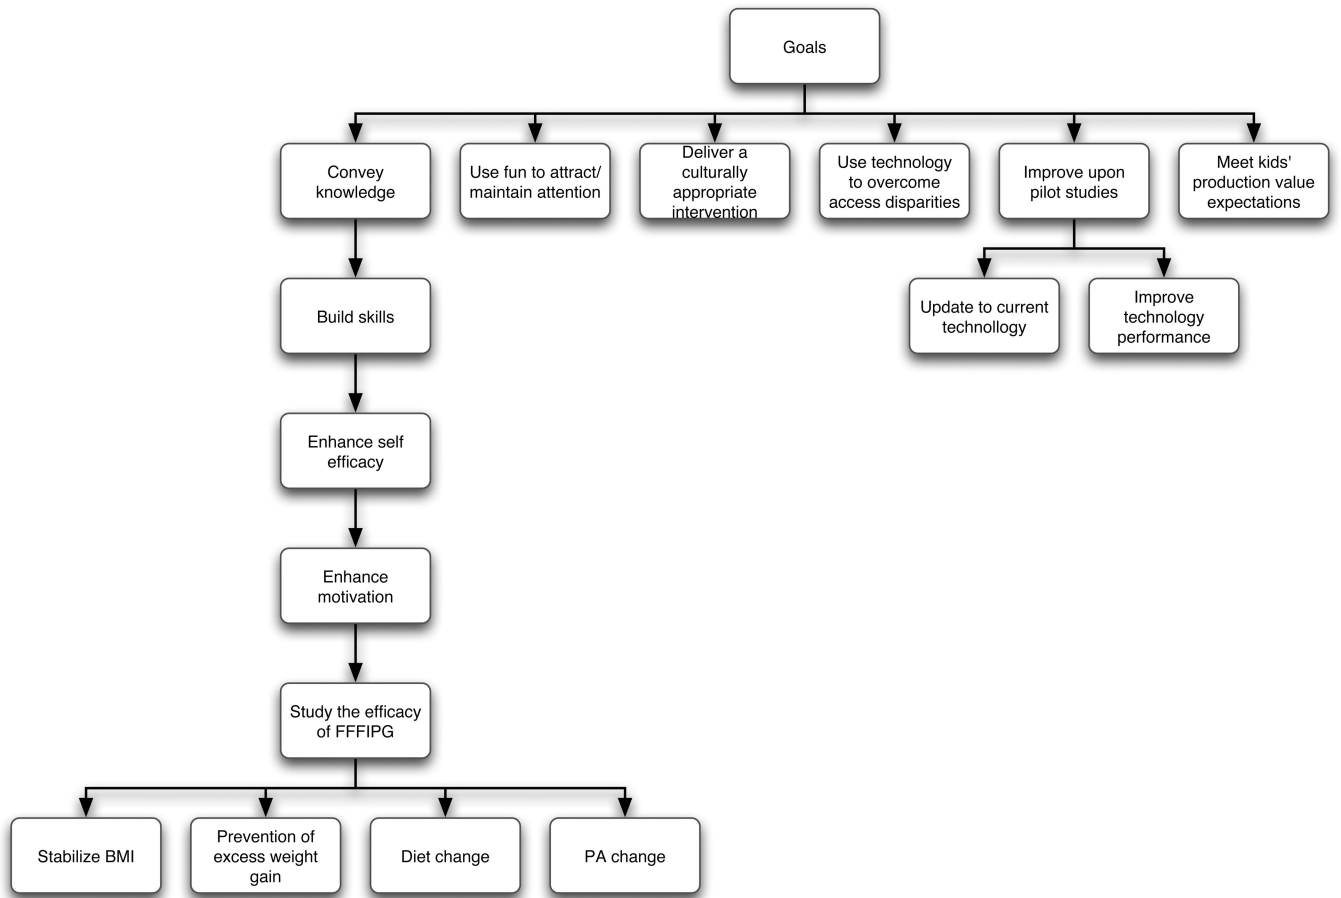 Goals
Convey
knowledge
Use fun to attract/
maintain attention
Deliver a
culturally
appropriate
intervention
Use technology
to overcome
access disparities
Improve upon
pilot studies
Meet kids'
production value
expectations
Build skills
Update to current
technollogy
Improve
technology
performance
Enhance self
efficacy
Enhance
motivation
Study the efficacy
of FFFIPG
Stabilize BMI
Prevention of
excess weight
gain
Diet change
PA change